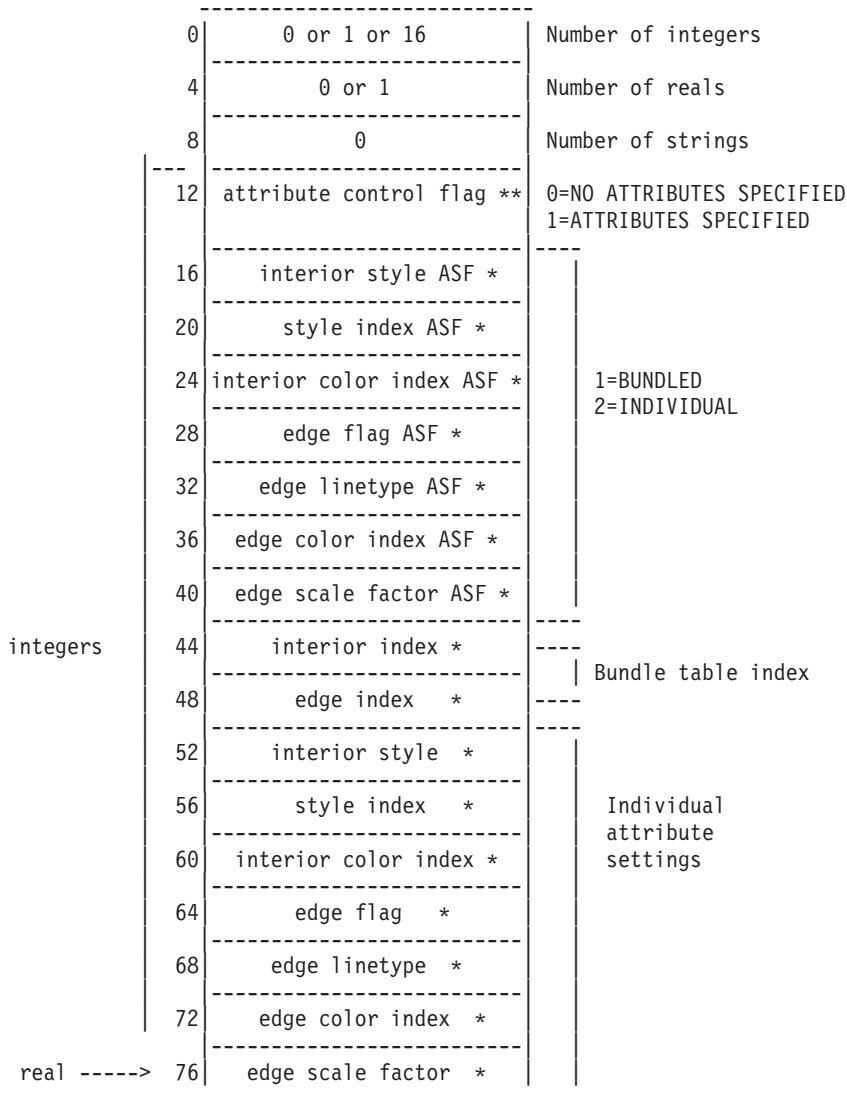 0 0 or 1 or 16 Number of integers
4 0 or 1 Number of reals
8 0 Number of strings
12 attribute control flag ** 0=NO ATTRIBUTES SPECIFIED
1=ATTRIBUTES SPECIFIED
16 interior style ASF *
20 style index ASF *
24 interior color index ASF * 1=BUNDLED
2=INDIVIDUAL
28 edge flag ASF *
32 edge linetype ASF *
36 edge color index ASF *
40 edge scale factor ASF *
integers 44 interior index *
Bundle table index
48 edge index *
52 interior style *
56 style index * Individual
attribute
60 interior color index * settings
64 edge flag *
68 edge linetype *
72 edge color index *
real -----> 76 edge scale factor *